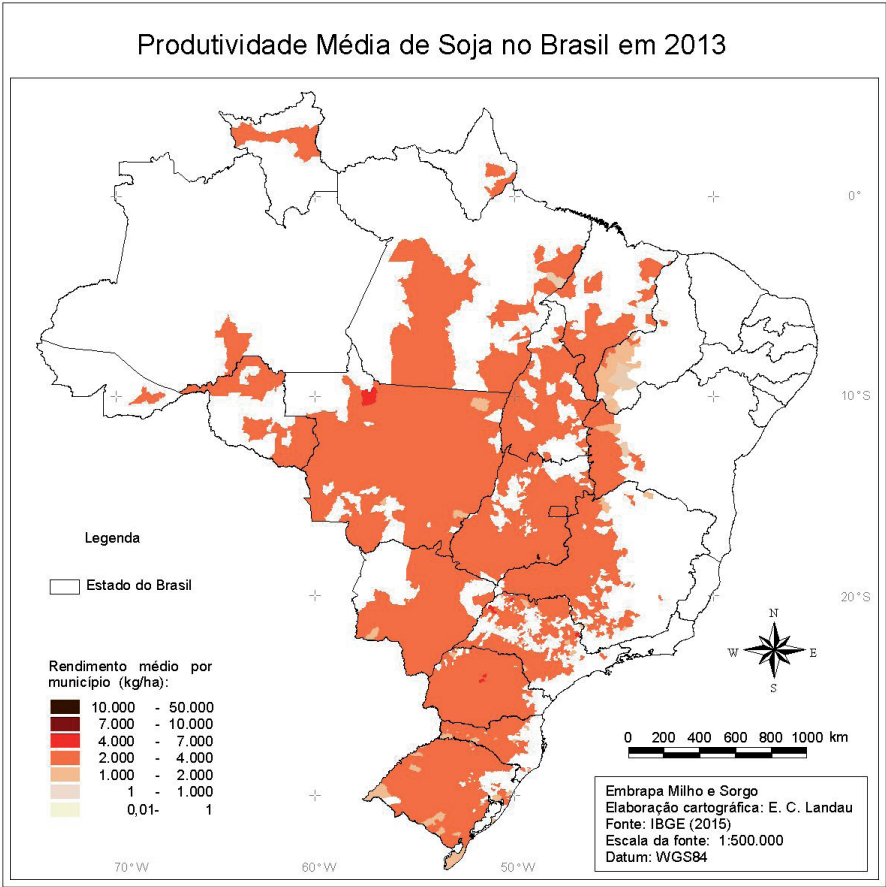 Produtividade Média de Soja no Brasil em 2013
0°
10°S
20°S
Legenda
Estado do Brasil
Rendimento médio por
município (kg/ha):
10.000 - 50.000
7.000 - 10.000
4.000 - 7.000
2.000 - 4.000
1.000 - 2.000
1 - 1.000
0,01- 1
N
W E
S
0 200 400 600 800 1000 km
Embrapa Milho e Sorgo
Elaboração cartográfica: E. C. Landau
Fonte: IBGE (2015)
Escala da fonte: 1:500.000
Datum: WGS84
70°W 60°W 50°W